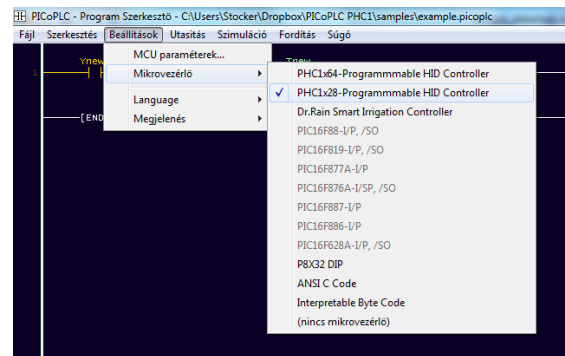 PICoPLC - Program Szerkesztö - C:\Users\Stocker\Dropbox\PICoPLC PHC1\samples\example.picoplc
Fájl Szerkesztés Beállítások Utasítás Szimuláció Fordítás Súgó
MCU paraméterek...
Mikrovezérlő
Language
Megjelenés
Ynew
1
[END
PHC1x64-Programmmable HID Controller
✓ PHC1x28-Programmmable HID Controller
Dr.Rain Smart Irrigation Controller
PIC16F88-I/P, /SO
PIC16F819-I/P, /SO
PIC16F877A-I/P
PIC16F876A-I/SP, /SO
PIC16F887-I/P
PIC16F886-I/P
PIC16F628A-I/P, /SO
P8X32 DIP
ANSI C Code
Interpretable Byte Code
(nincs mikrovezérlő)